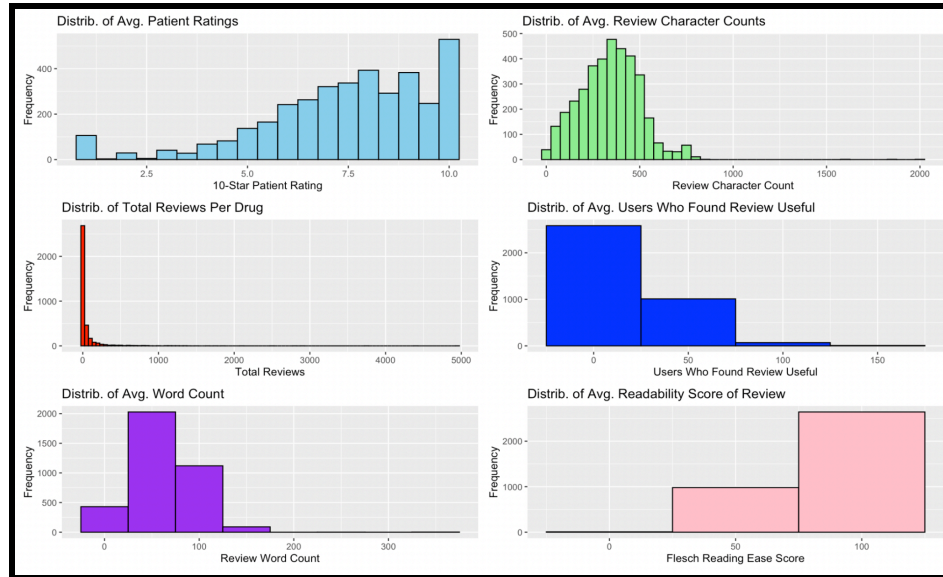 Distrib. of Avg. Patient Ratings
Frequency
400
200
0
2.5
5.0
7.5
10.0
10-Star Patient Rating
Distrib. of Avg. Review Character Counts
Frequency
500
400
300
200
100
0
0
500
1000
1500
2000
Review Character Count
Distrib. of Total Reviews Per Drug
Frequency
2000
1000
0
0
1000
2000
3000
4000
5000
Total Reviews
Distrib. of Avg. Users Who Found Review Useful
Frequency
2000
1000
0
0
50
100
150
Users Who Found Review Useful
Distrib. of Avg. Word Count
Frequency
2000
1500
1000
500
0
0
100
200
300
Review Word Count
Distrib. of Avg. Readability Score of Review
Frequency
2000
1000
0
0
50
100
Flesch Reading Ease Score